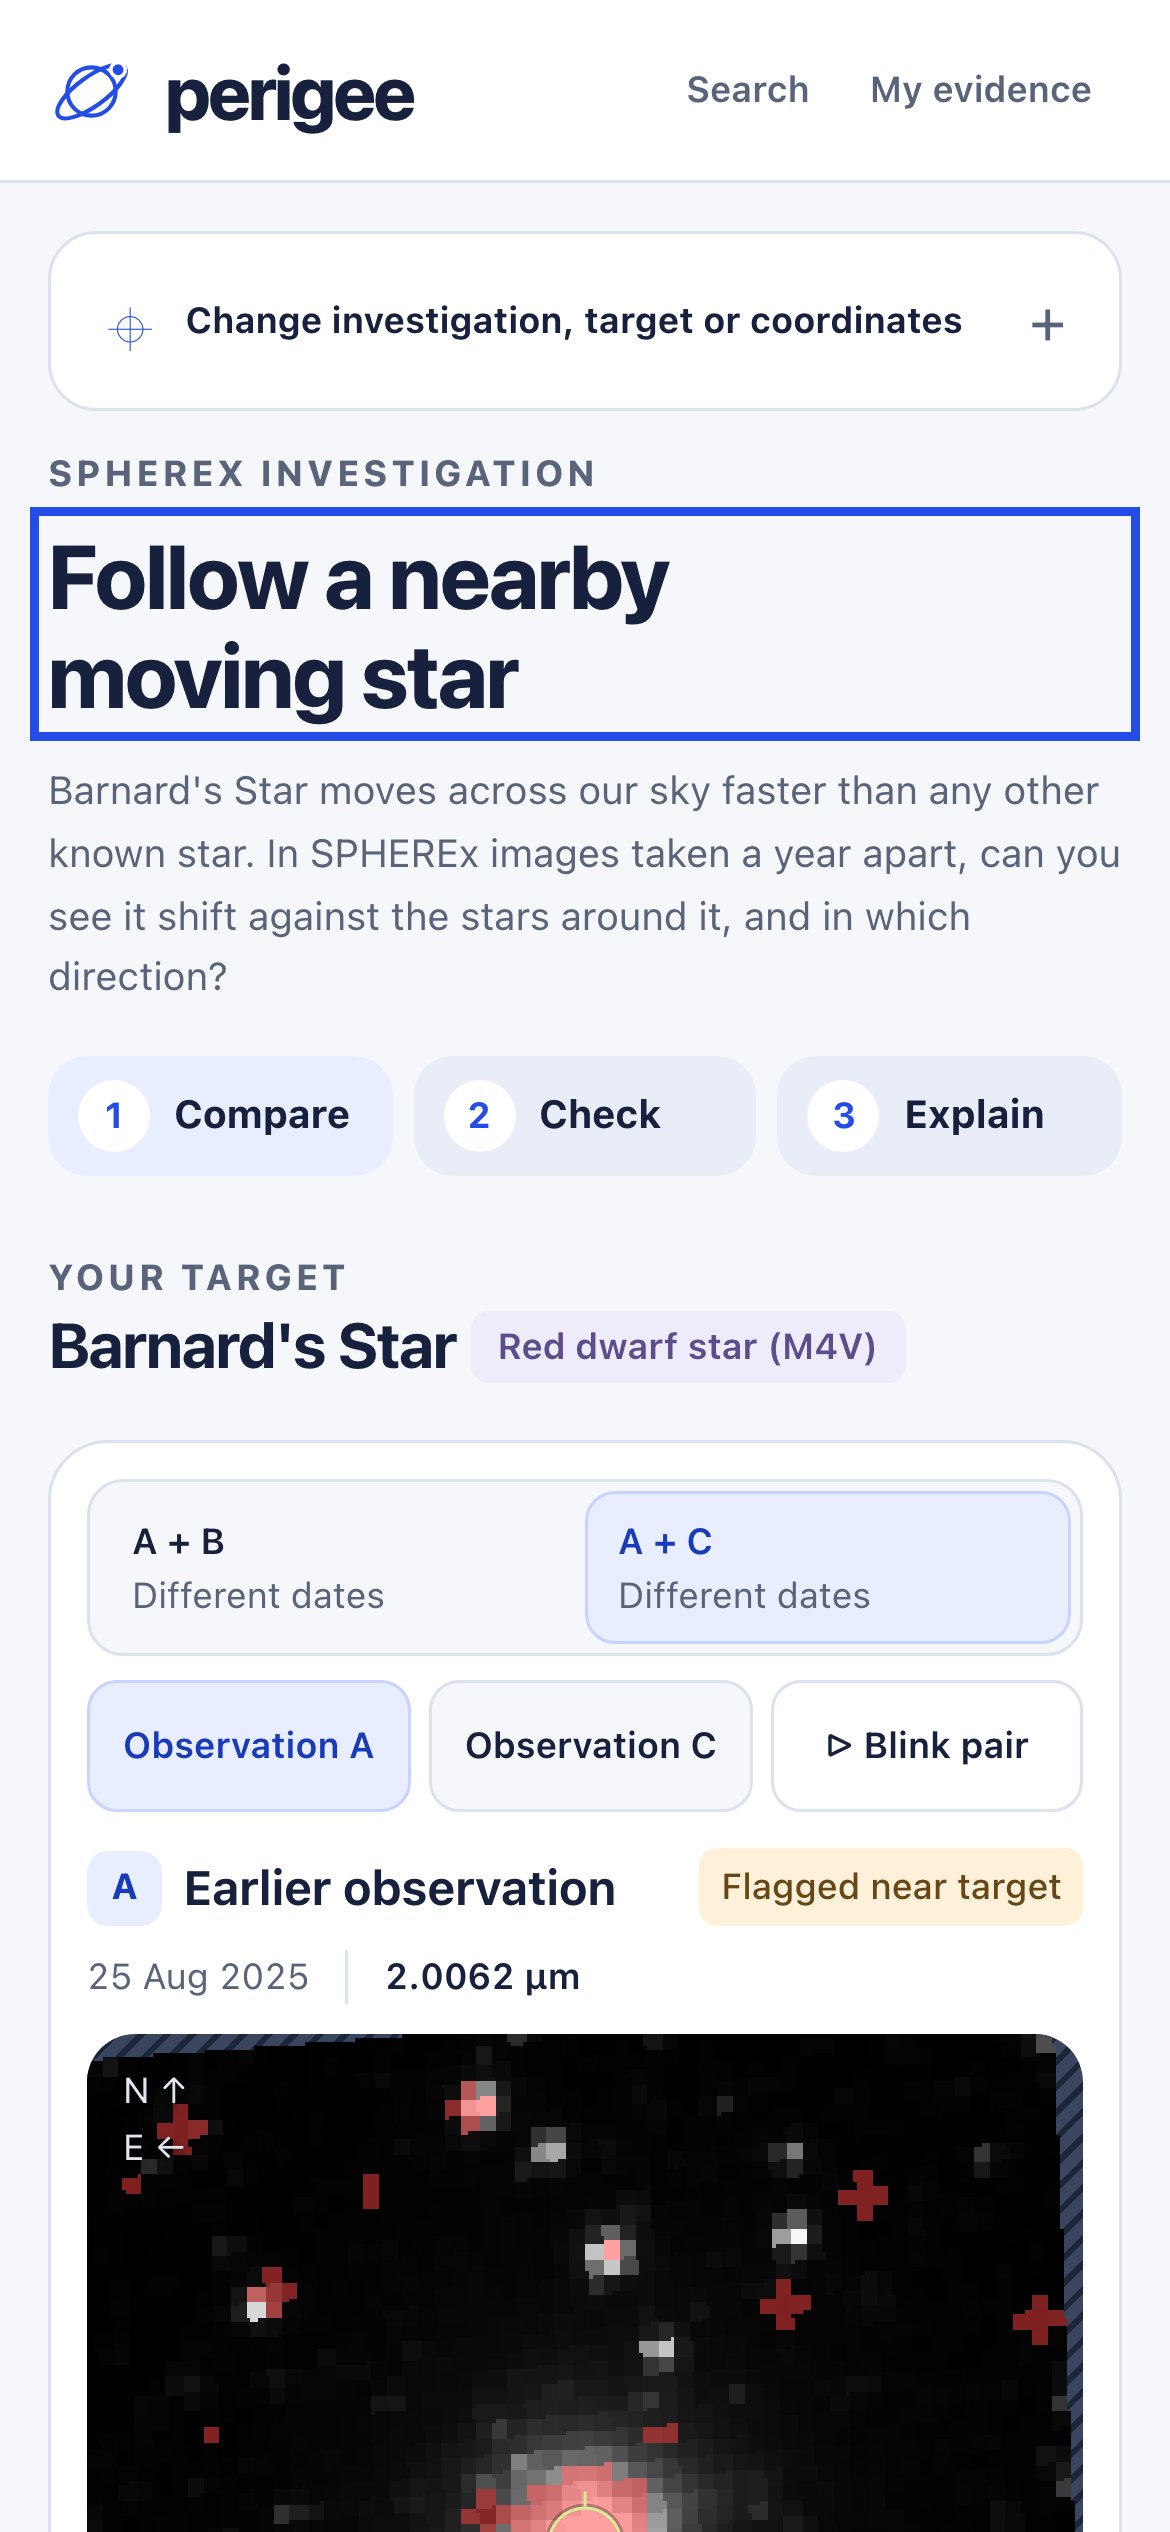 perigee
Search My evidence
Change investigation, target or coordinates +
SPHEREX INVESTIGATION
Follow a nearby
moving star
Barnard's Star moves across our sky faster than any other
known star. In SPHEREx images taken a year apart, can you
see it shift against the stars around it, and in which
direction?
1 Compare 2 Check 3 Explain
YOUR TARGET
Barnard's Star Red dwarf star (M4V)
A + B A + C
Different dates Different dates
Observation A Observation C Blink pair
A Earlier observation Flagged near target
25 Aug 2025 2.0062 µm
N ↑
E ←